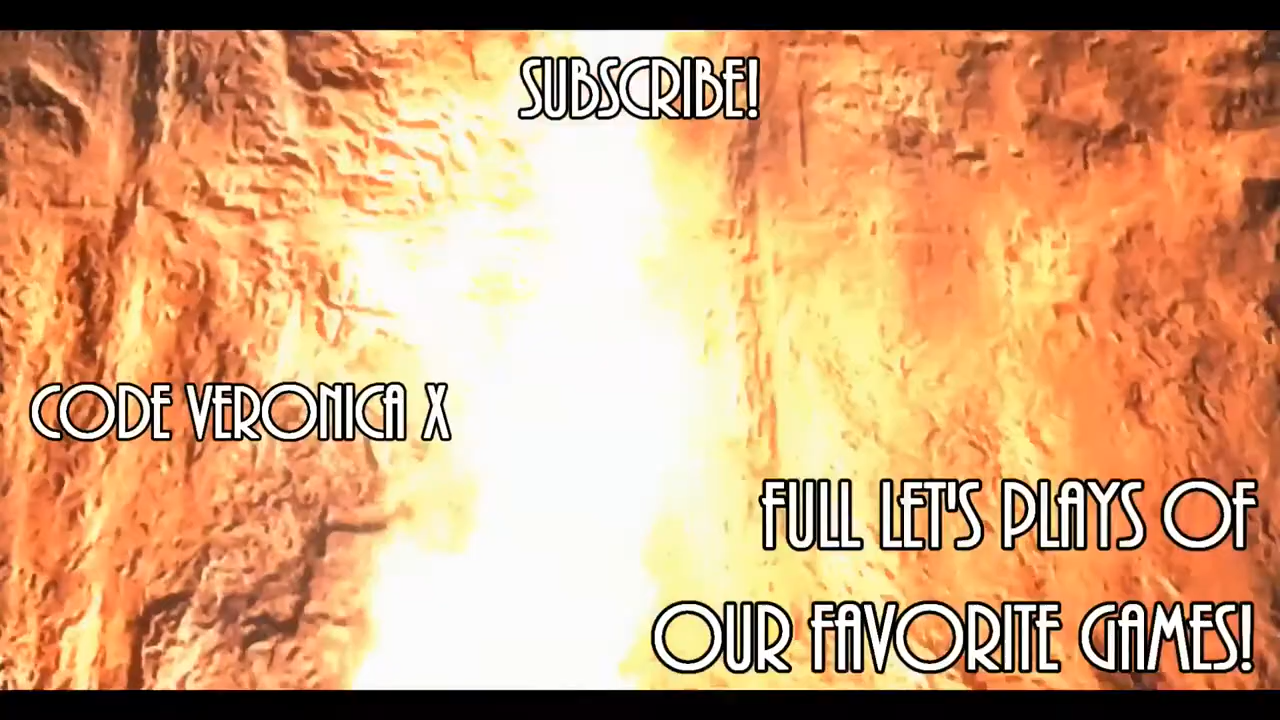 SUBSCRIBE!
CODE VERONICA X
FULL LET'S PLAYS OF
OUR FAVORITE GAMES!